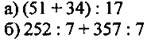 а) (51 + 34) : 17
б) 252 : 7 + 357 : 7